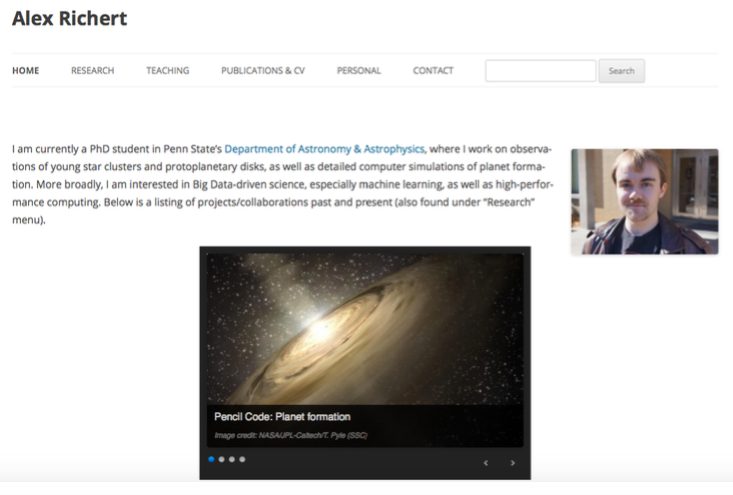 Alex Richert
HOME RESEARCH TEACHING PUBLICATIONS & CV PERSONAL CONTACT Search
I am currently a PhD student in Penn State's Department of Astronomy & Astrophysics, where I work on observa-
tions of young star clusters and protoplanetary disks, as well as detailed computer simulations of planet forma-
tion. More broadly, I am interested in Big Data-driven science, especially machine learning, as well as high-perfor-
mance computing. Below is a listing of projects/collaborations past and present (also found under "Research"
menu).
Pencil Code: Planet formation
Image credit: NASA/JPL-Caltech/T. Pyle (SSC)